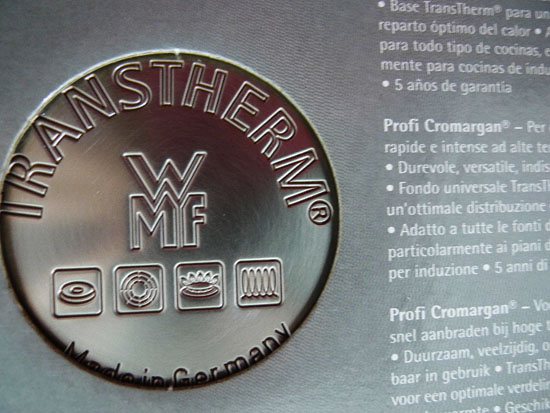 TRANSTHERM®
WMF
Made in Germany
• Base TransTherm® para un
reparto óptimo del calor • A
para todo tipo de cocinas, e
mente para cocinas de indu
• 5 años de garantía
Profi Cromargan® – Per
rapide e intense ad alte te
• Durevole, versatile, indis
• Fondo universale TransT
un'ottimale distribuzione
• Adatto a tutte le fonti d
particolarmente ai piani d
per induzione • 5 anni di
Profi Cromargan® – Vo
snel aanbraden bij hoge
• Duurzaam, veelzijdig, o
baar in gebruik • TransTh
voor een optimale verdelin
• Geschik